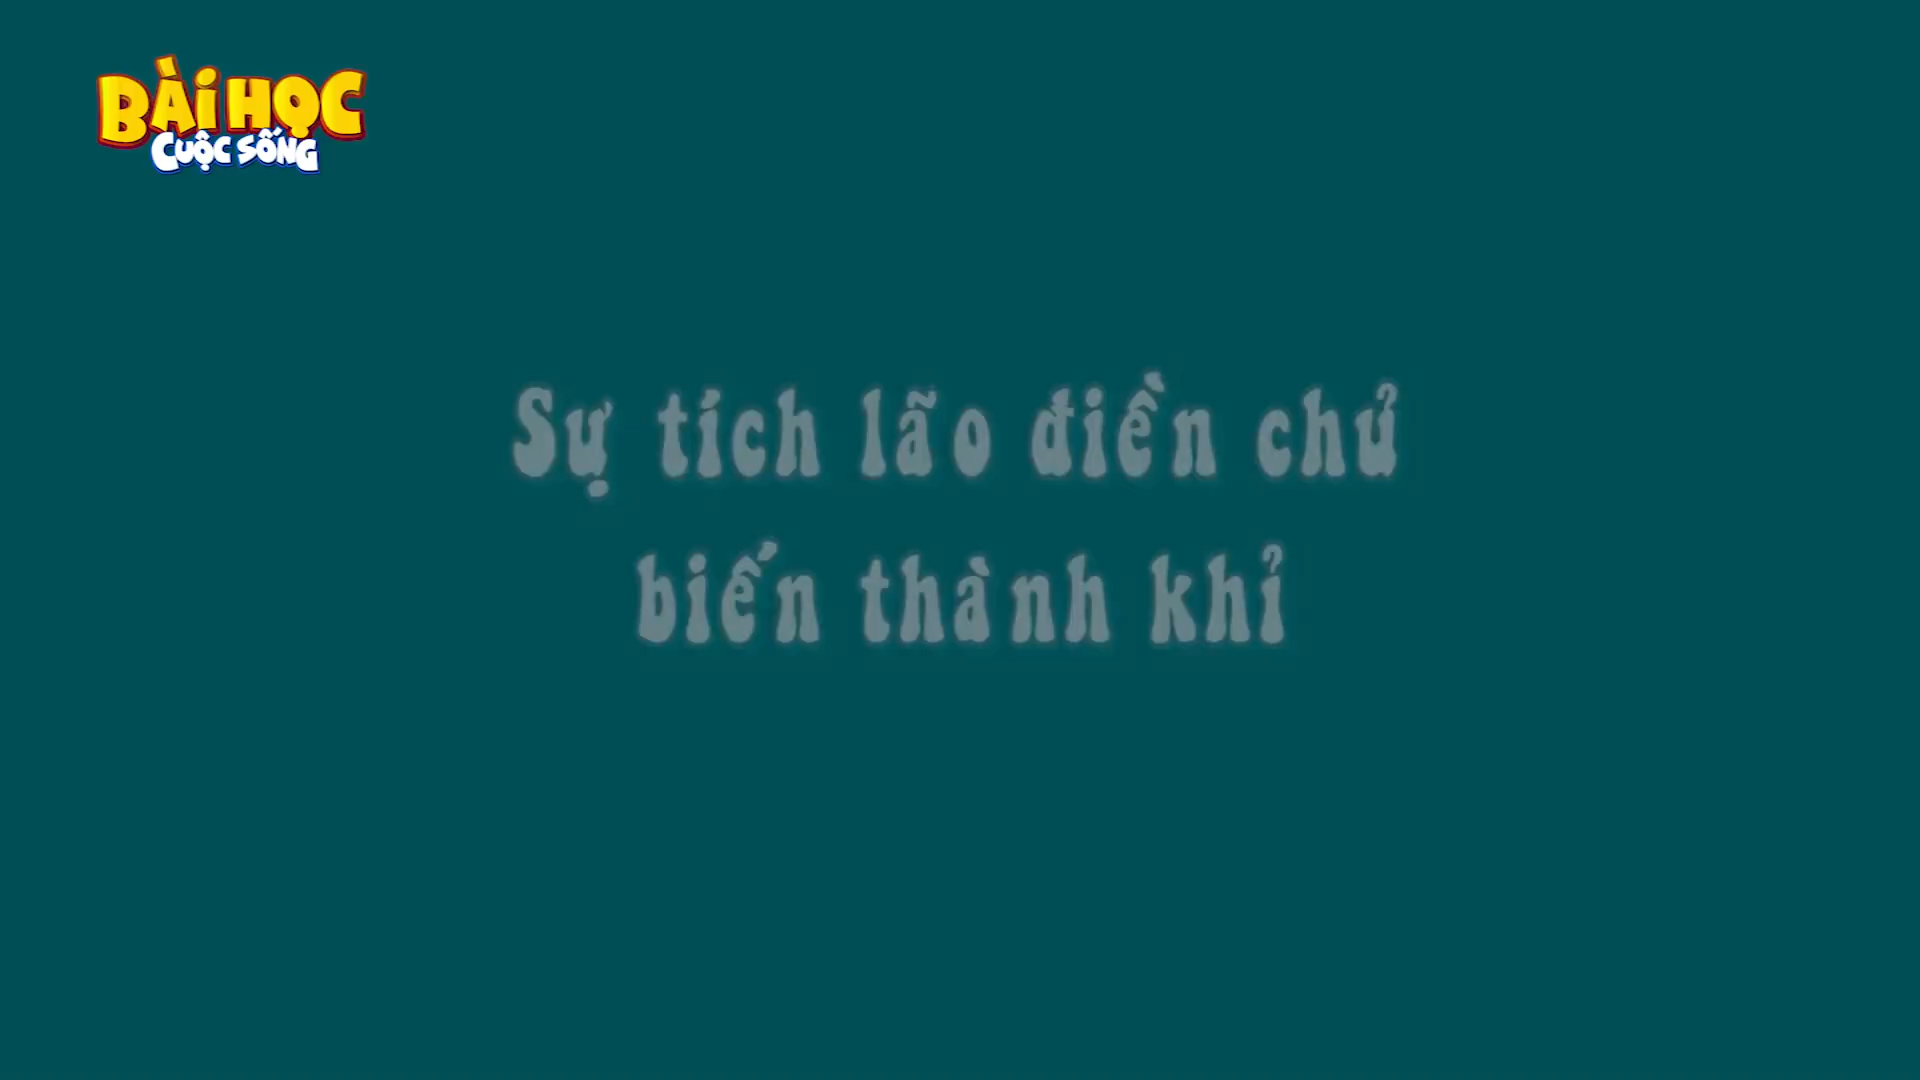 BÀI HỌC
CUỘC SỐNG
Sự tích lão điền chủ
biến thành khỉ